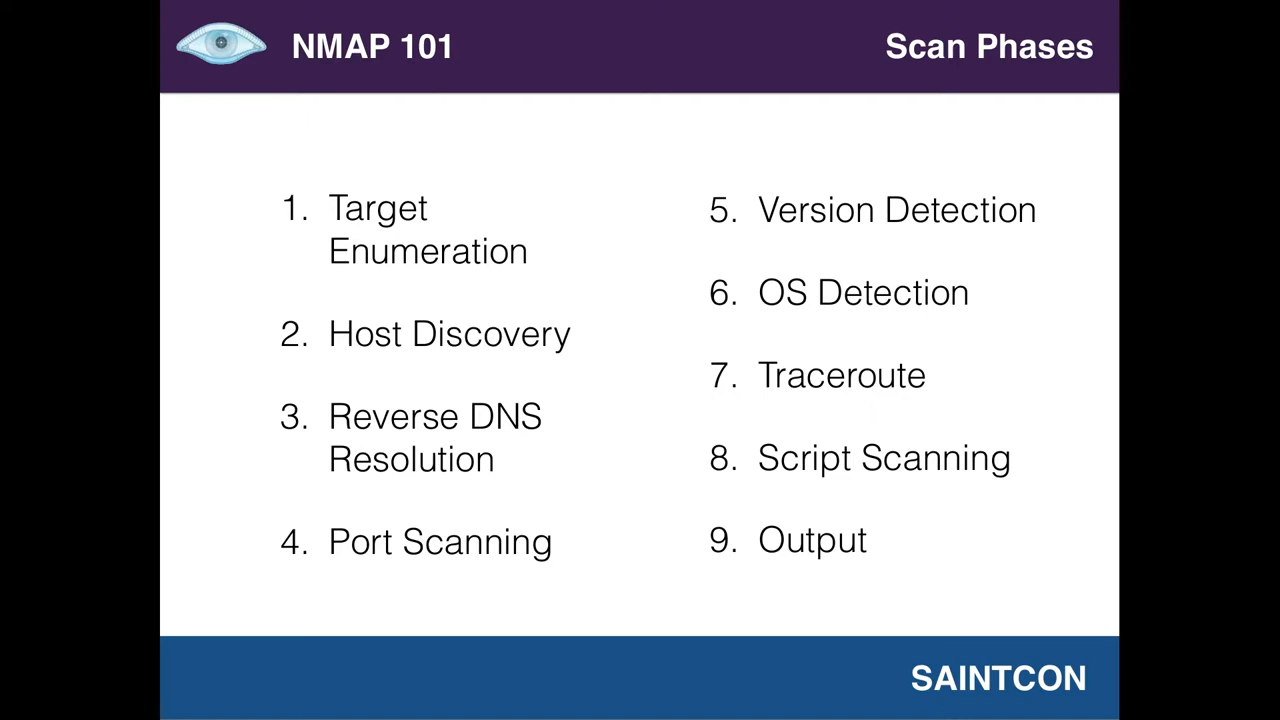 NMAP 101
Scan Phases
1. Target
Enumeration
2. Host Discovery
3. Reverse DNS
Resolution
4. Port Scanning
5. Version Detection
6. OS Detection
7. Traceroute
8. Script Scanning
9. Output
SAINTCON